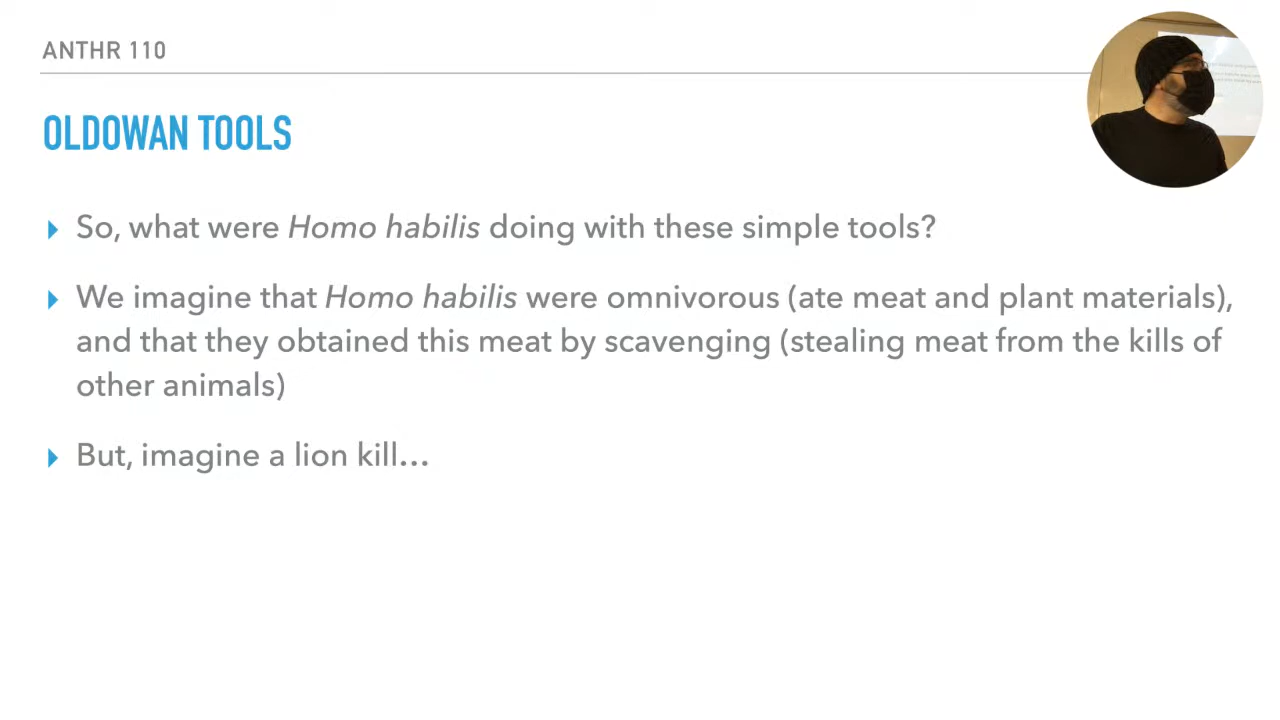 ANTHR 110
OLDOWAN TOOLS
So, what were Homo habilis doing with these simple tools?
We imagine that Homo habilis were omnivorous (ate meat and plant materials),
and that they obtained this meat by scavenging (stealing meat from the kills of
other animals)
But, imagine a lion kill…